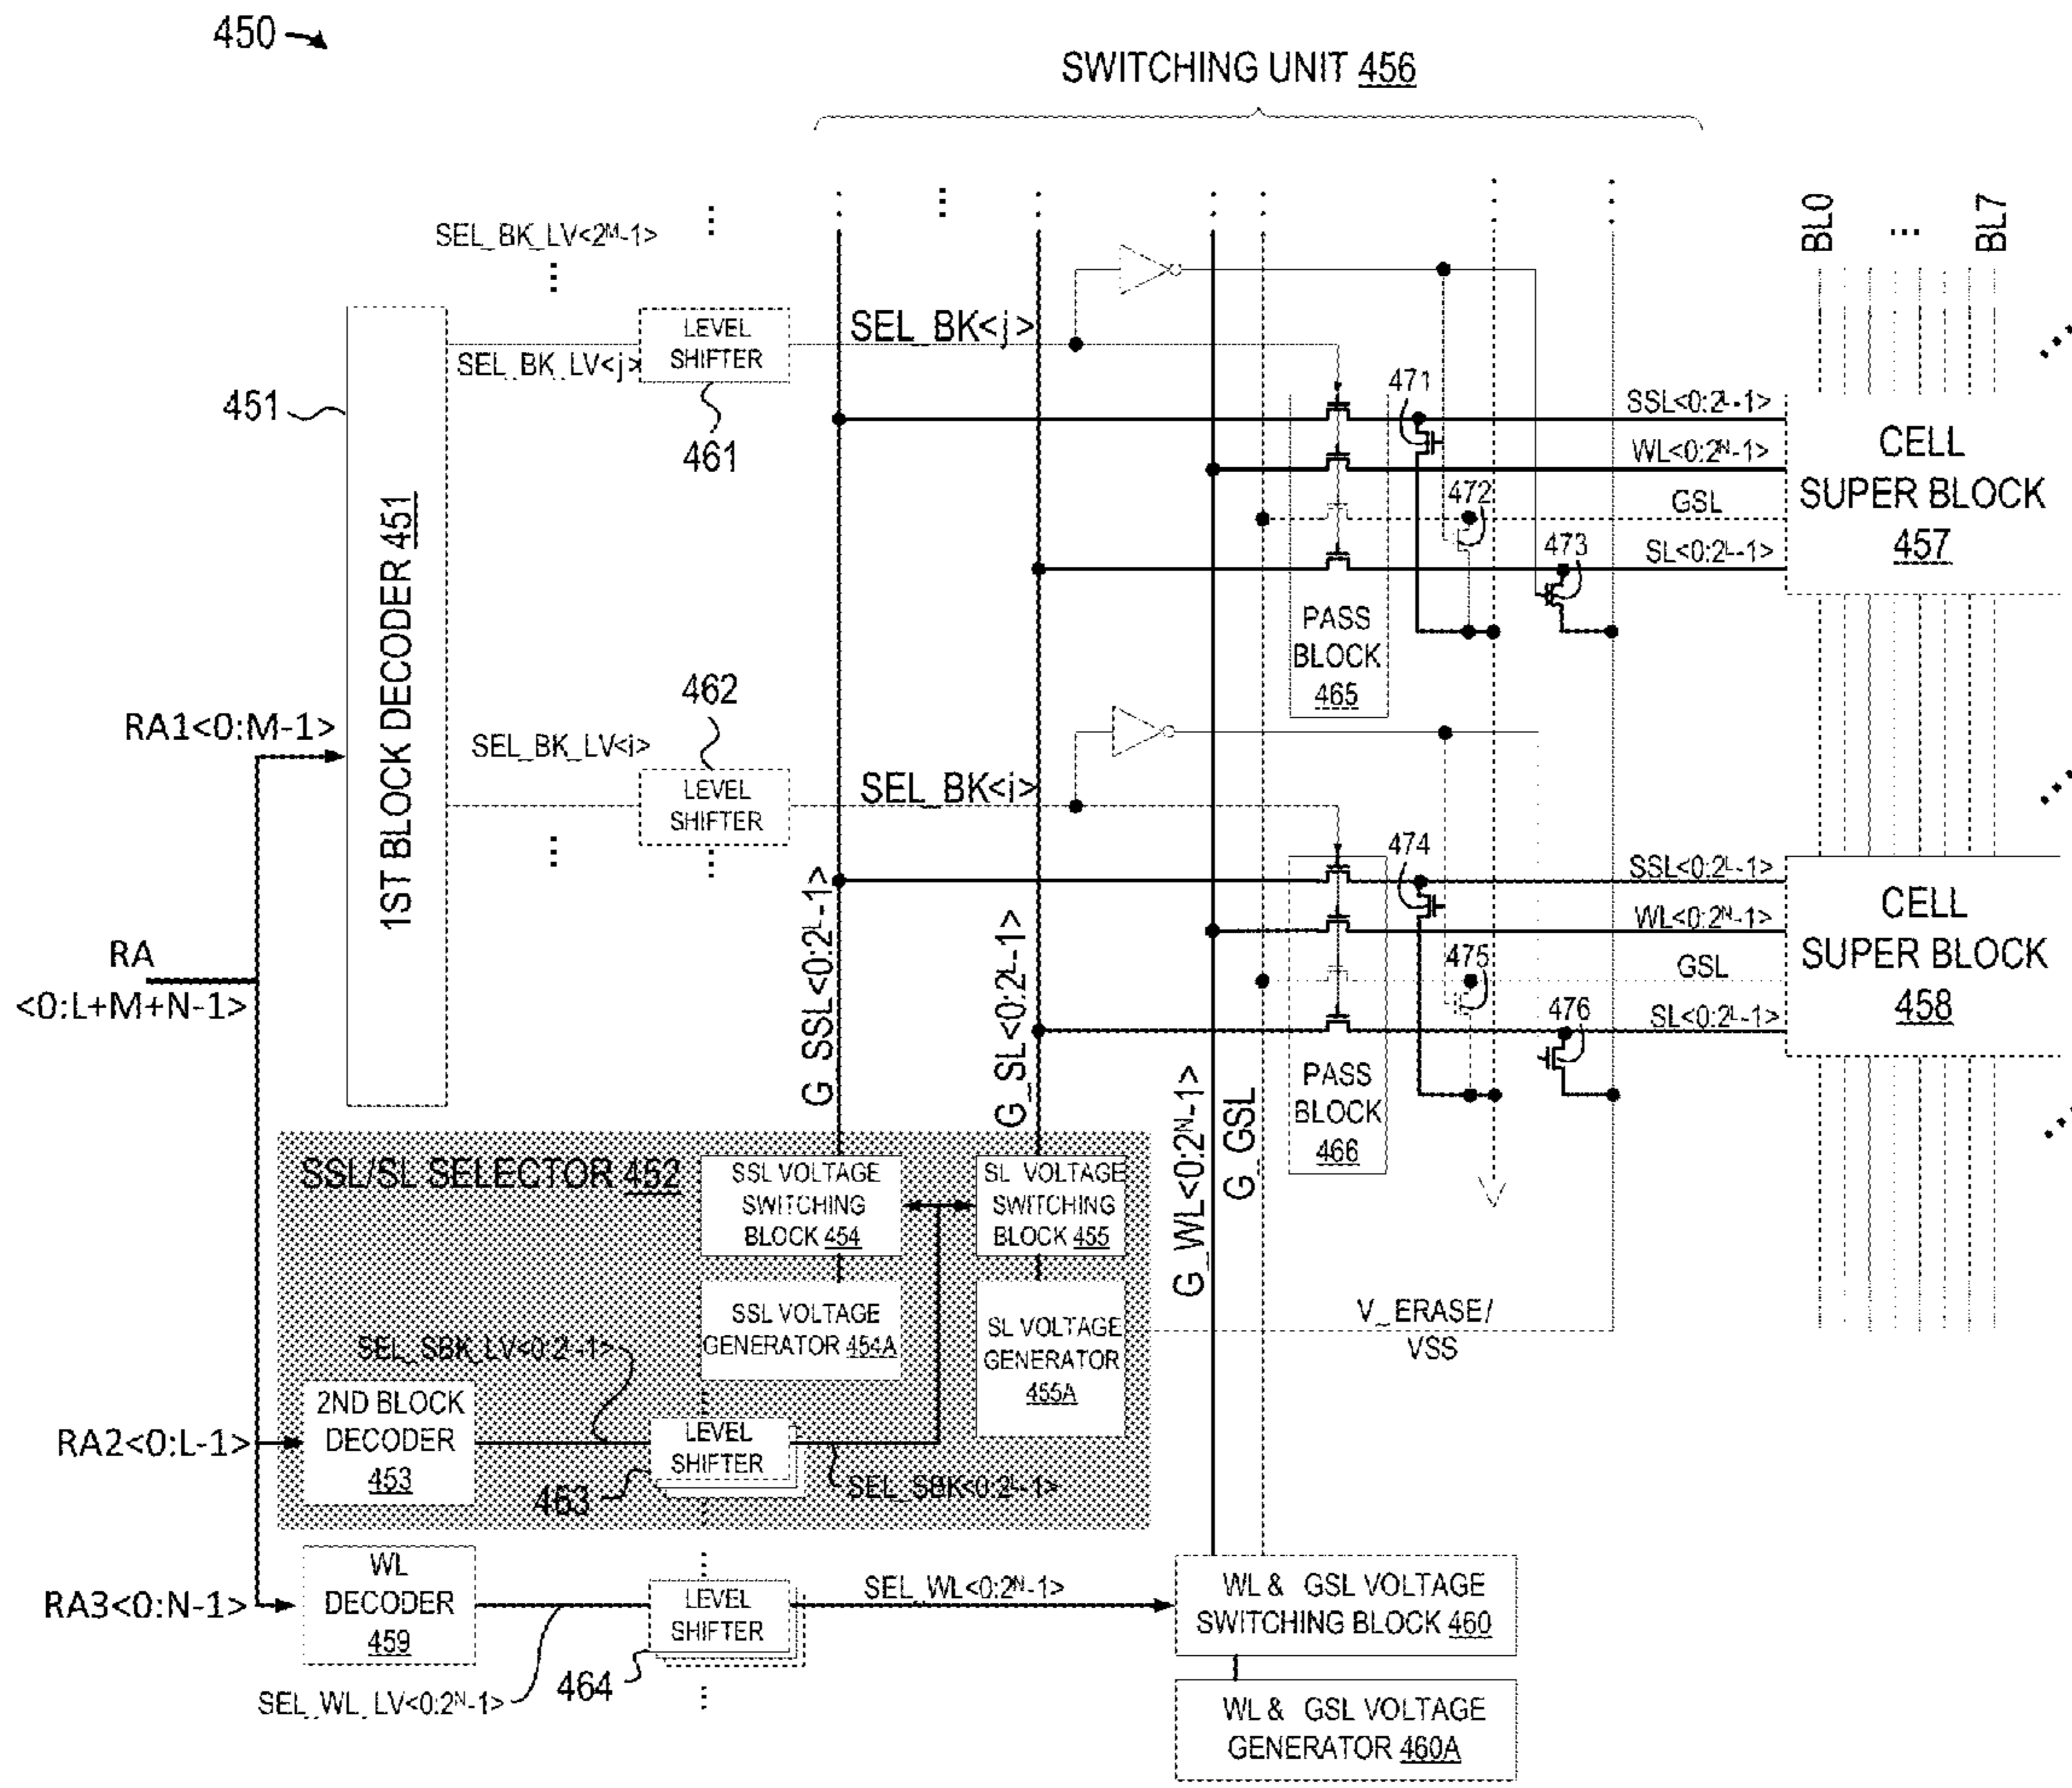 450
SWITCHING UNIT 456
SEL_BK_LV<2ᴹ-1>
BL0
...
BL7
LEVEL
SHIFTER
SEL_BK_LV<j>
SEL_BK<j>
451
461
471
SSL<0:2ᴸ-1>
WL<0:2ᴺ-1>
472
GSL
473
SL<0:2ᴸ-1>
CELL
SUPER BLOCK
457
1ST BLOCK DECODER 451
PASS
BLOCK
465
462
RA1<0:M-1>
SEL_BK_LV<i>
LEVEL
SHIFTER
SEL_BK<i>
474
SSL<0:2ᴸ-1>
WL<0:2ᴺ-1>
475
GSL
476
SL<0:2ᴸ-1>
CELL
SUPER BLOCK
458
RA
<0:L+M+N-1>
G_SSL<0:2ᴸ-1>
G_SL<0:2ᴸ-1>
G_WL<0:2ᴺ-1>
G_GSL
PASS
BLOCK
466
SSL/SL SELECTOR 452
SSL VOLTAGE
SWITCHING
BLOCK 454
SL VOLTAGE
SWITCHING
BLOCK 455
SSL VOLTAGE
GENERATOR 454A
SL VOLTAGE
GENERATOR
455A
V_ERASE/
VSS
SEL_SBK_LV<0:2ᴸ-1>
RA2<0:L-1>
2ND BLOCK
DECODER
453
LEVEL
SHIFTER
463
SEL_SBK<0:2ᴸ-1>
RA3<0:N-1>
WL
DECODER
459
LEVEL
SHIFTER
SEL_WL<0:2ᴺ-1>
WL & GSL VOLTAGE
SWITCHING BLOCK 460
464
SEL_WL_LV<0:2ᴺ-1>
WL & GSL VOLTAGE
GENERATOR 460A